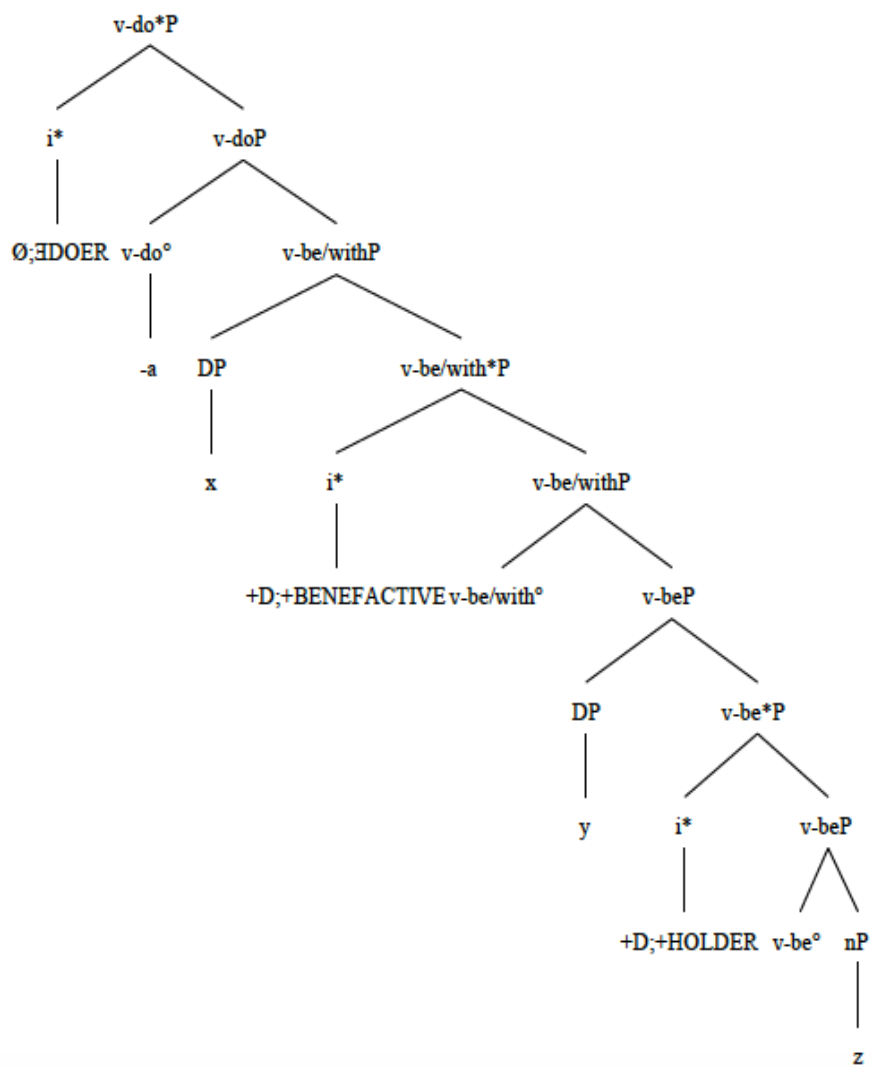 v-do*P
i* v-doP
Ø;ƎDOER v-do° v-be/withP
-a DP v-be/with*P
x i* v-be/withP
+D;+BENEFACTIVE v-be/with° v-beP
DP v-be*P
y i* v-beP
+D;+HOLDER v-be° nP
z